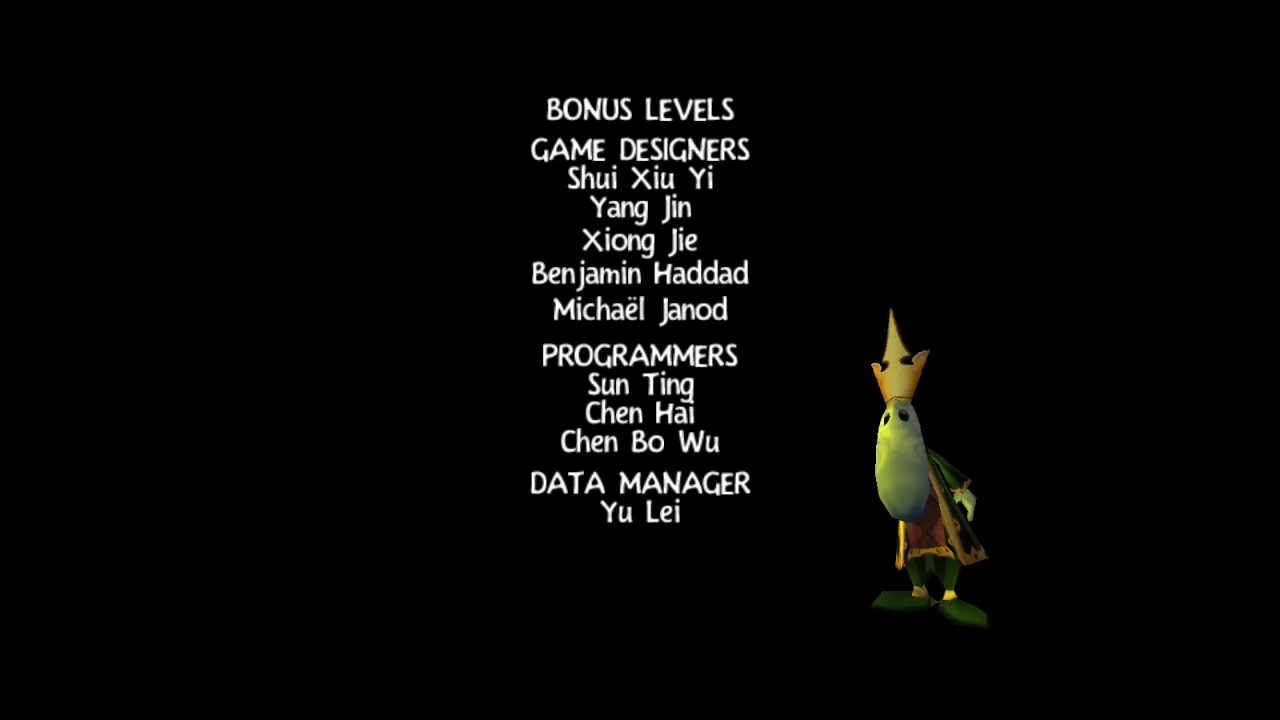 BONUS LEVELS
GAME DESIGNERS
Shui Xiu Yi
Yang Jin
Xiong Jie
Benjamin Haddad
Michaël Janod
PROGRAMMERS
Sun Ting
Chen Hai
Chen Bo Wu
DATA MANAGER
Yu Lei